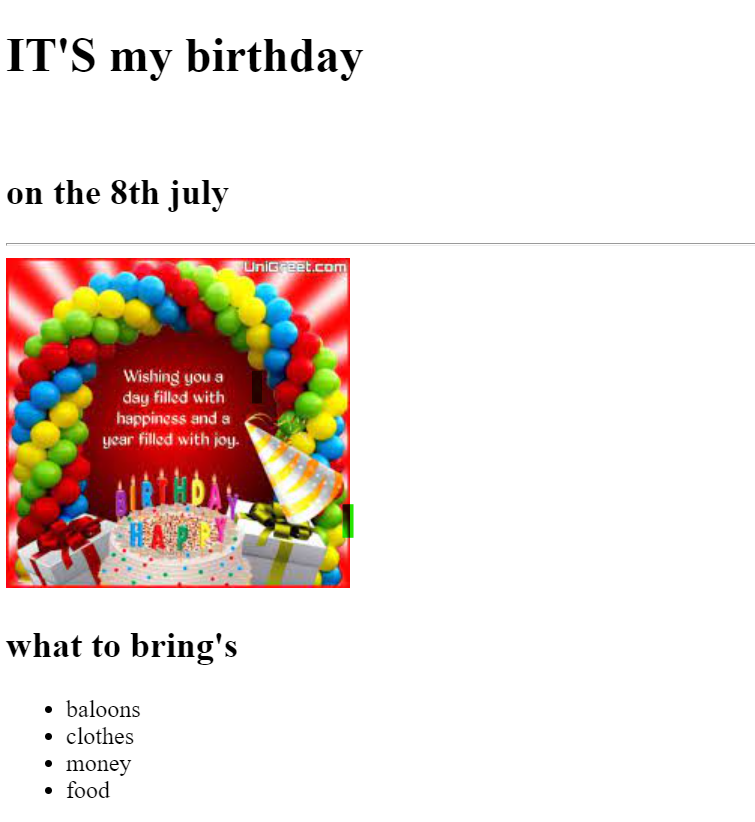 IT'S my birthday
on the 8th july
UniGreet.com
Wishing you a
day filled with
happiness and a
year filled with joy.
BIRTHDAY
HAPPY
what to bring's
baloons
clothes
money
food